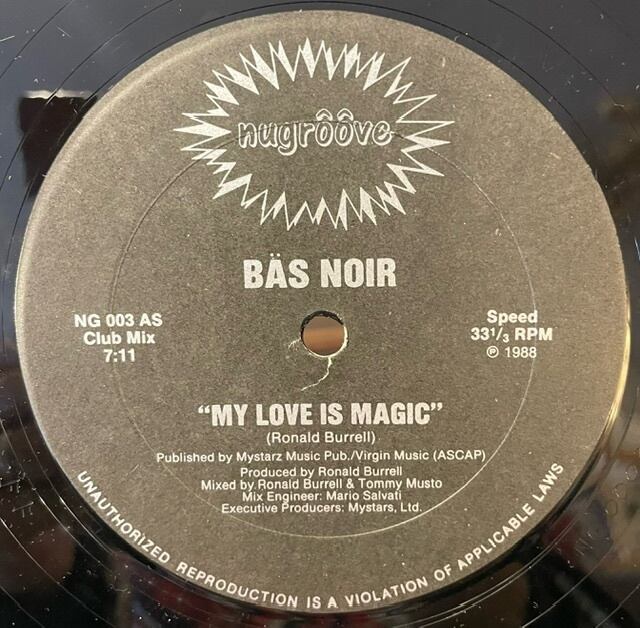 nugrôôve
BÄS NOIR
NG 003 AS
Club Mix
7:11
Speed
33 1/3 RPM
℗ 1988
"MY LOVE IS MAGIC"
(Ronald Burrell)
Published by Mystarz Music Pub./Virgin Music (ASCAP)
Produced by Ronald Burrell
Mixed by Ronald Burrell & Tommy Musto
Mix Engineer: Mario Salvati
Executive Producers: Mystars, Ltd.
UNAUTHORIZED REPRODUCTION IS A VIOLATION OF APPLICABLE LAWS